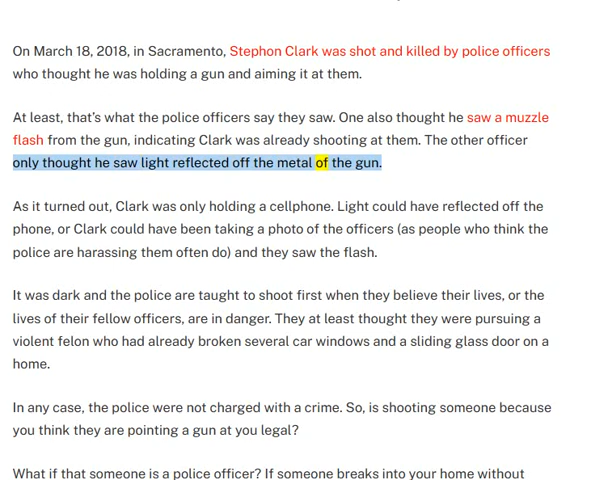 On March 18, 2018, in Sacramento, Stephon Clark was shot and killed by police officers
who thought he was holding a gun and aiming it at them.
At least, that's what the police officers say they saw. One also thought he saw a muzzle
flash from the gun, indicating Clark was already shooting at them. The other officer
only thought he saw light reflected off the metal of the gun.
As it turned out, Clark was only holding a cellphone. Light could have reflected off the
phone, or Clark could have been taking a photo of the officers (as people who think the
police are harassing them often do) and they saw the flash.
It was dark and the police are taught to shoot first when they believe their lives, or the
lives of their fellow officers, are in danger. They at least thought they were pursuing a
violent felon who had already broken several car windows and a sliding glass door on a
home.
In any case, the police were not charged with a crime. So, is shooting someone because
you think they are pointing a gun at you legal?
What if that someone is a police officer? If someone breaks into your home without